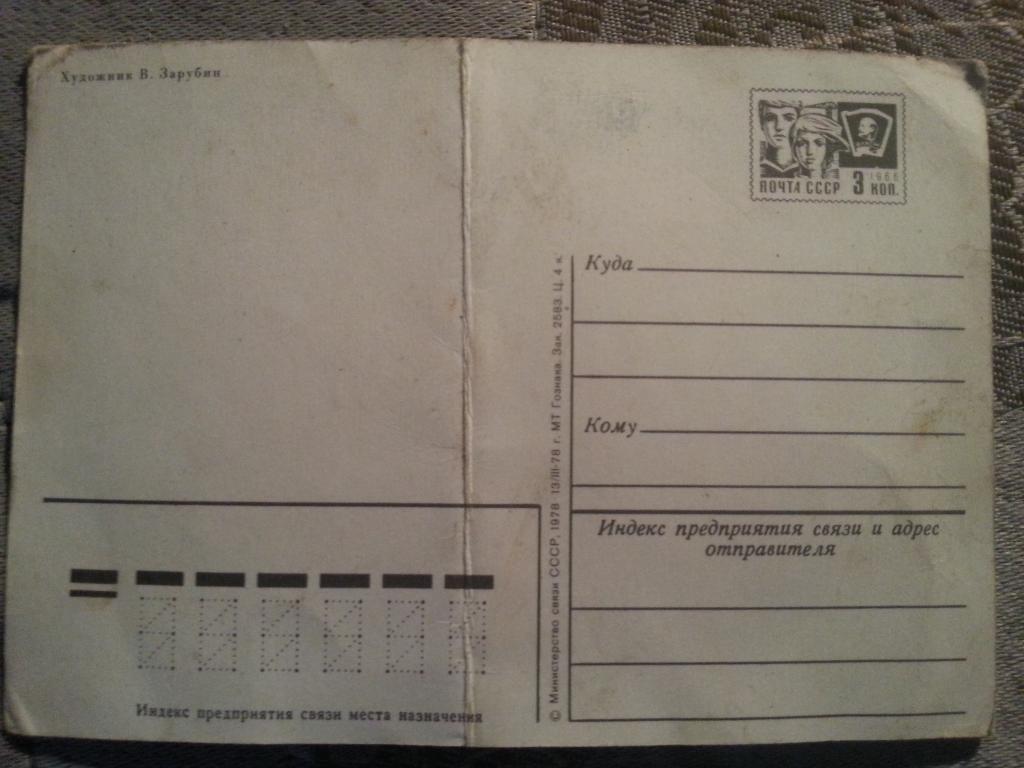 Художник В. Зарубин
1966
ПОЧТА СССР 3 КОП.
Куда
Кому
Индекс предприятия связи и адрес
отправителя
© Министерство связи СССР, 1978 13/III-78 г. МТ Гознака. Зак. 2583. Ц. 4 к.
Индекс предприятия связи места назначения